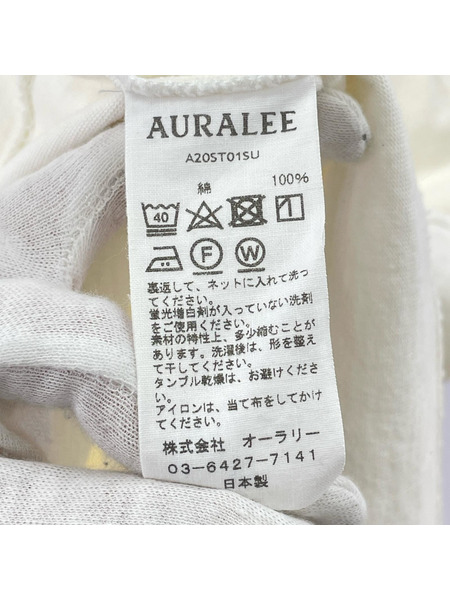 AURALEE
A20ST01SU
綿 100%
40
F W
裏返して、ネットに入れて洗っ
てください。
蛍光増白剤が入っていない洗剤
をご使用ください。
素材の特性上、多少縮むことが
あります。洗濯後は、形を整え
て干してください。
タンブル乾燥は、お避けくださ
い。
アイロンは、当て布をしてかけ
てください。
株式会社 オーラリー
03-6427-7141
日本製